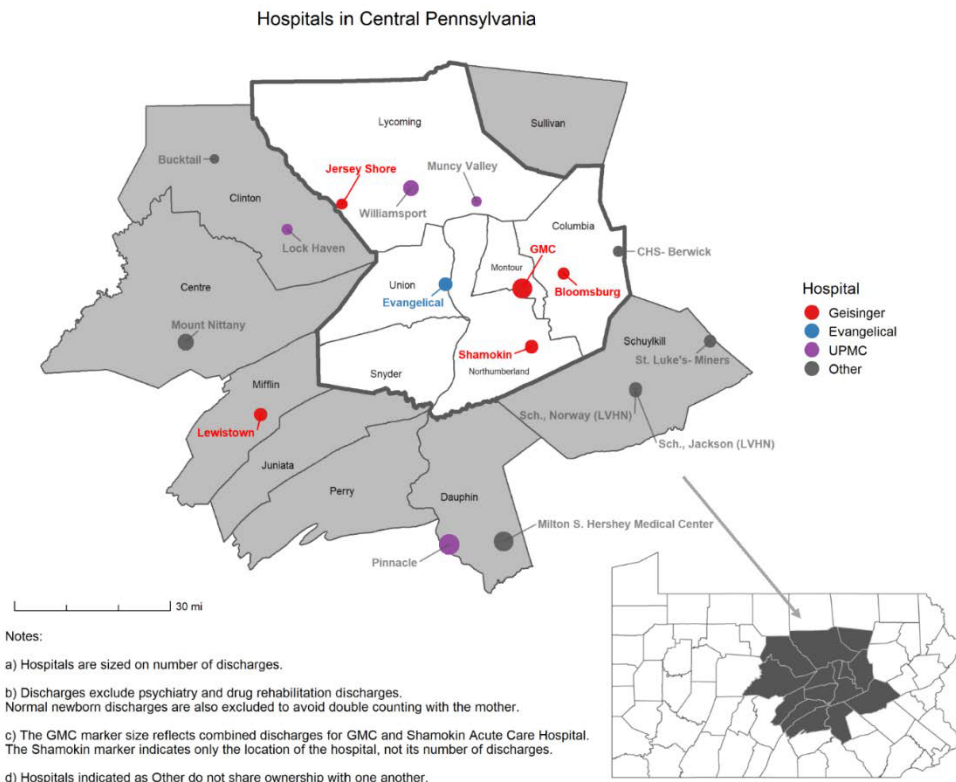 Hospitals in Central Pennsylvania
Lycoming
Sullivan
Bucktail
Jersey Shore
Muncy Valley
Clinton
Williamsport
Columbia
Lock Haven
GMC
CHS- Berwick
Montour
Centre
Union
Bloomsburg
Evangelical
Mount Nittany
Shamokin
Schuylkill
St. Luke's- Miners
Snyder
Northumberland
Mifflin
Lewistown
Sch., Norway (LVHN)
Sch., Jackson (LVHN)
Juniata
Perry
Dauphin
Milton S. Hershey Medical Center
Pinnacle
Hospital
Geisinger
Evangelical
UPMC
Other
30 mi
Notes:
a) Hospitals are sized on number of discharges.
b) Discharges exclude psychiatry and drug rehabilitation discharges.
Normal newborn discharges are also excluded to avoid double counting with the mother.
c) The GMC marker size reflects combined discharges for GMC and Shamokin Acute Care Hospital.
The Shamokin marker indicates only the location of the hospital, not its number of discharges.
d) Hospitals indicated as Other do not share ownership with one another.